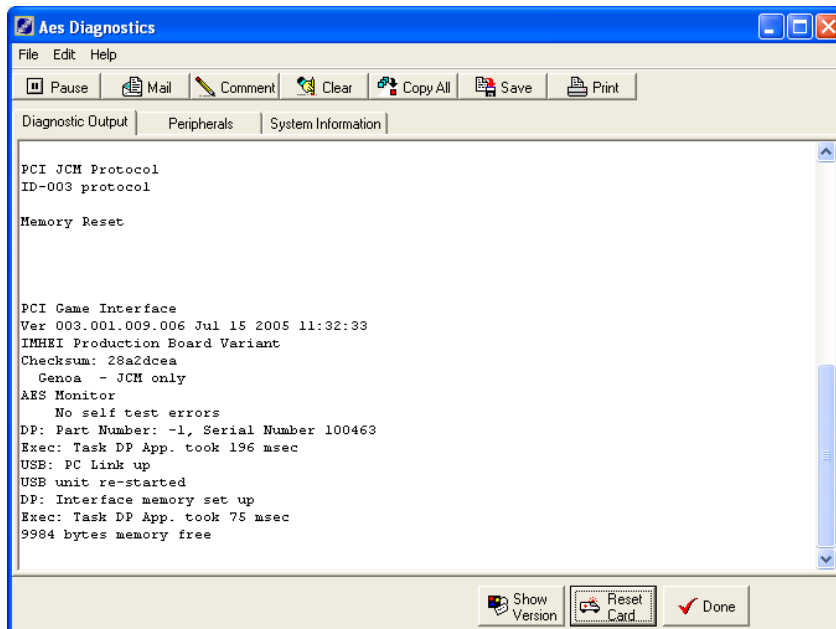 Aes Diagnostics
File Edit Help
Pause Mail Comment Clear Copy All Save Print
Diagnostic Output Peripherals System Information
PCI JCM Protocol
ID-003 protocol
Memory Reset
PCI Game Interface
Ver 003.001.009.006 Jul 15 2005 11:32:33
IMHEI Production Board Variant
Checksum: 28a2dcea
Genoa - JCM only
AES Monitor
No self test errors
DP: Part Number: -1, Serial Number 100463
Exec: Task DP App. took 196 msec
USB: PC Link up
USB unit re-started
DP: Interface memory set up
Exec: Task DP App. took 75 msec
9984 bytes memory free
Show Version
Reset Card
Done